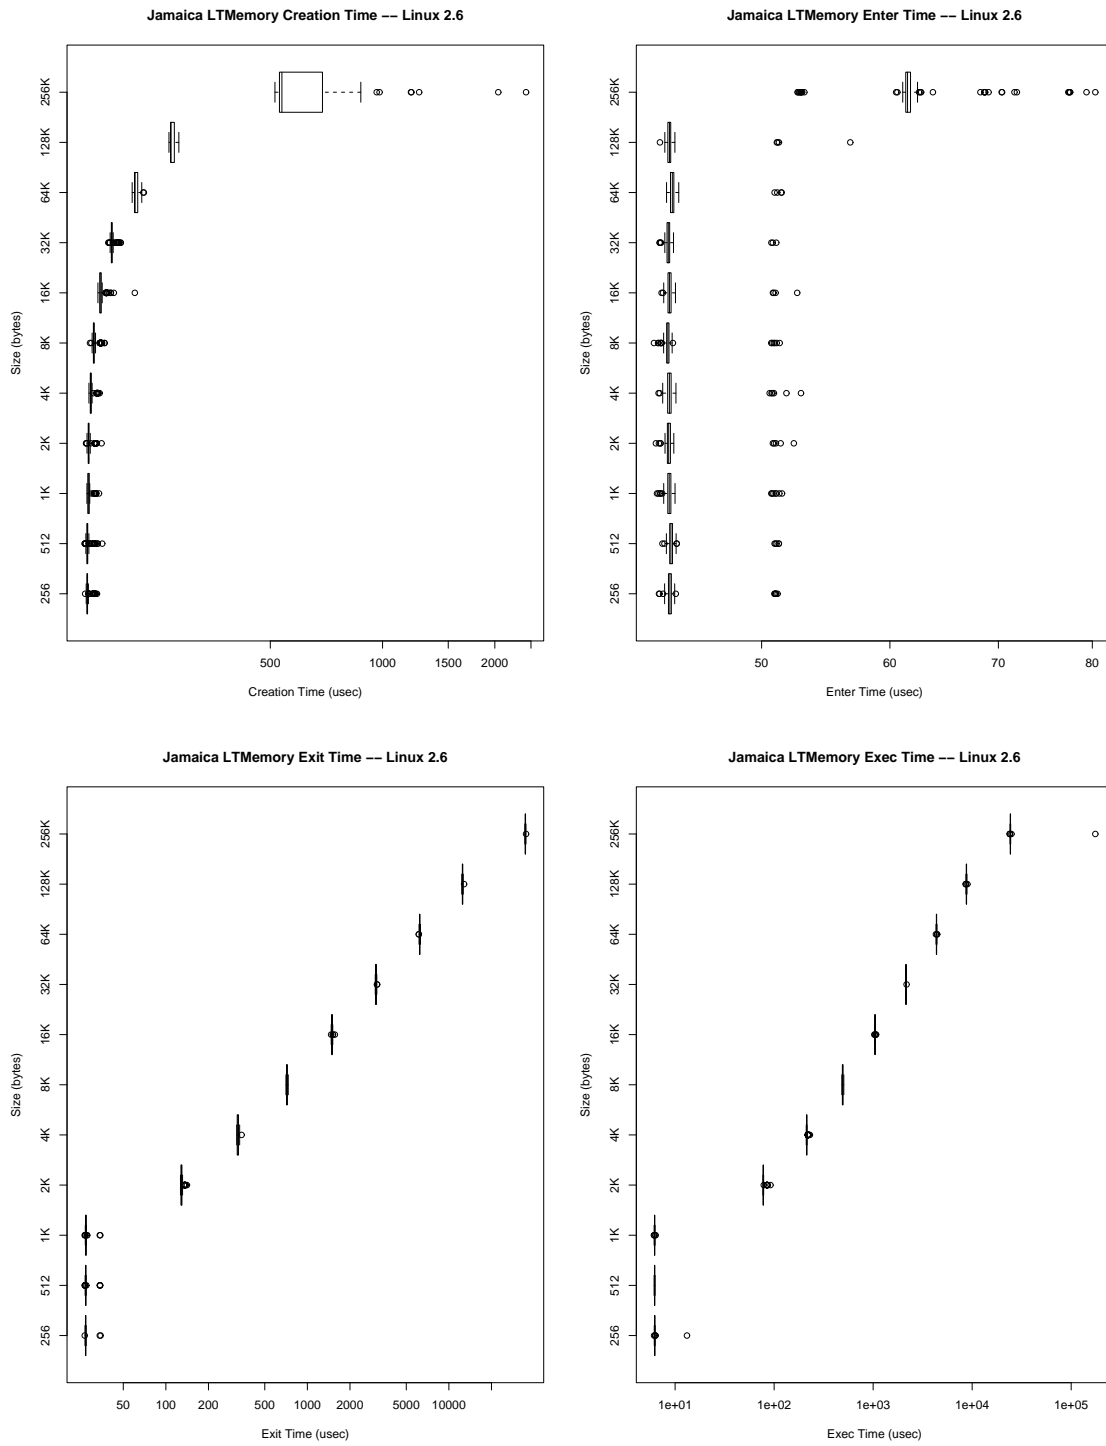 Jamaica LTMemory Creation Time −− Linux 2.6
256K
128K
64K
32K
16K
8K
4K
2K
1K
512
256
Size (bytes)
500 1000 1500 2000
Creation Time (usec)
Jamaica LTMemory Enter Time −− Linux 2.6
256K
128K
64K
32K
16K
8K
4K
2K
1K
512
256
Size (bytes)
50 60 70 80
Enter Time (usec)
Jamaica LTMemory Exit Time −− Linux 2.6
256K
128K
64K
32K
16K
8K
4K
2K
1K
512
256
Size (bytes)
50 100 200 500 2000 5000 10000
Exit Time (usec)
Jamaica LTMemory Exec Time −− Linux 2.6
256K
128K
64K
32K
16K
8K
4K
2K
1K
512
256
Size (bytes)
1e+01 1e+02 1e+03 1e+04 1e+05
Exec Time (usec)